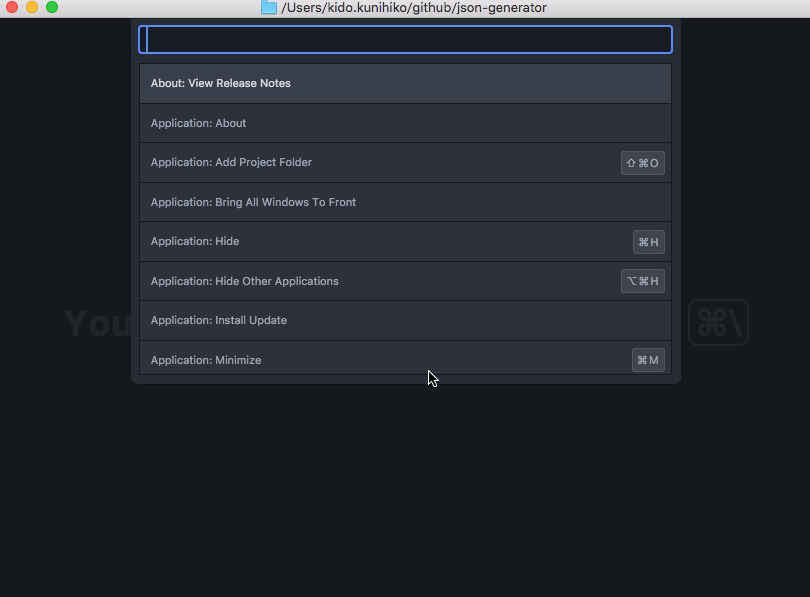 /Users/kido.kunihiko/github/json-generator
About: View Release Notes
Application: About
Application: Add Project Folder ⇧⌘O
Application: Bring All Windows To Front
Application: Hide ⌘H
Application: Hide Other Applications ⌥⌘H
You ⌘\
Application: Install Update
Application: Minimize ⌘M